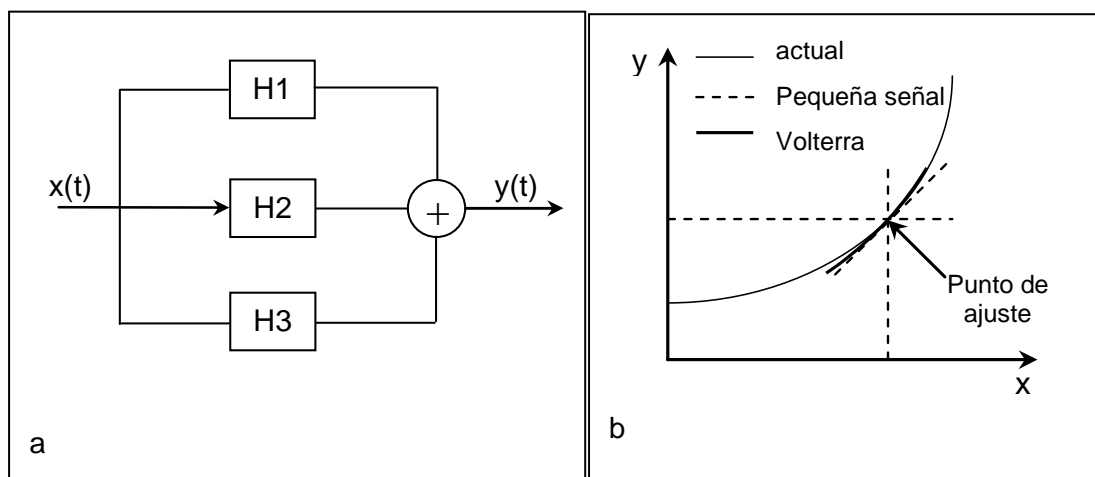 H1
x(t)
H2
+
y(t)
H3
a
y
actual
Pequeña señal
Volterra
Punto de
ajuste
x
b